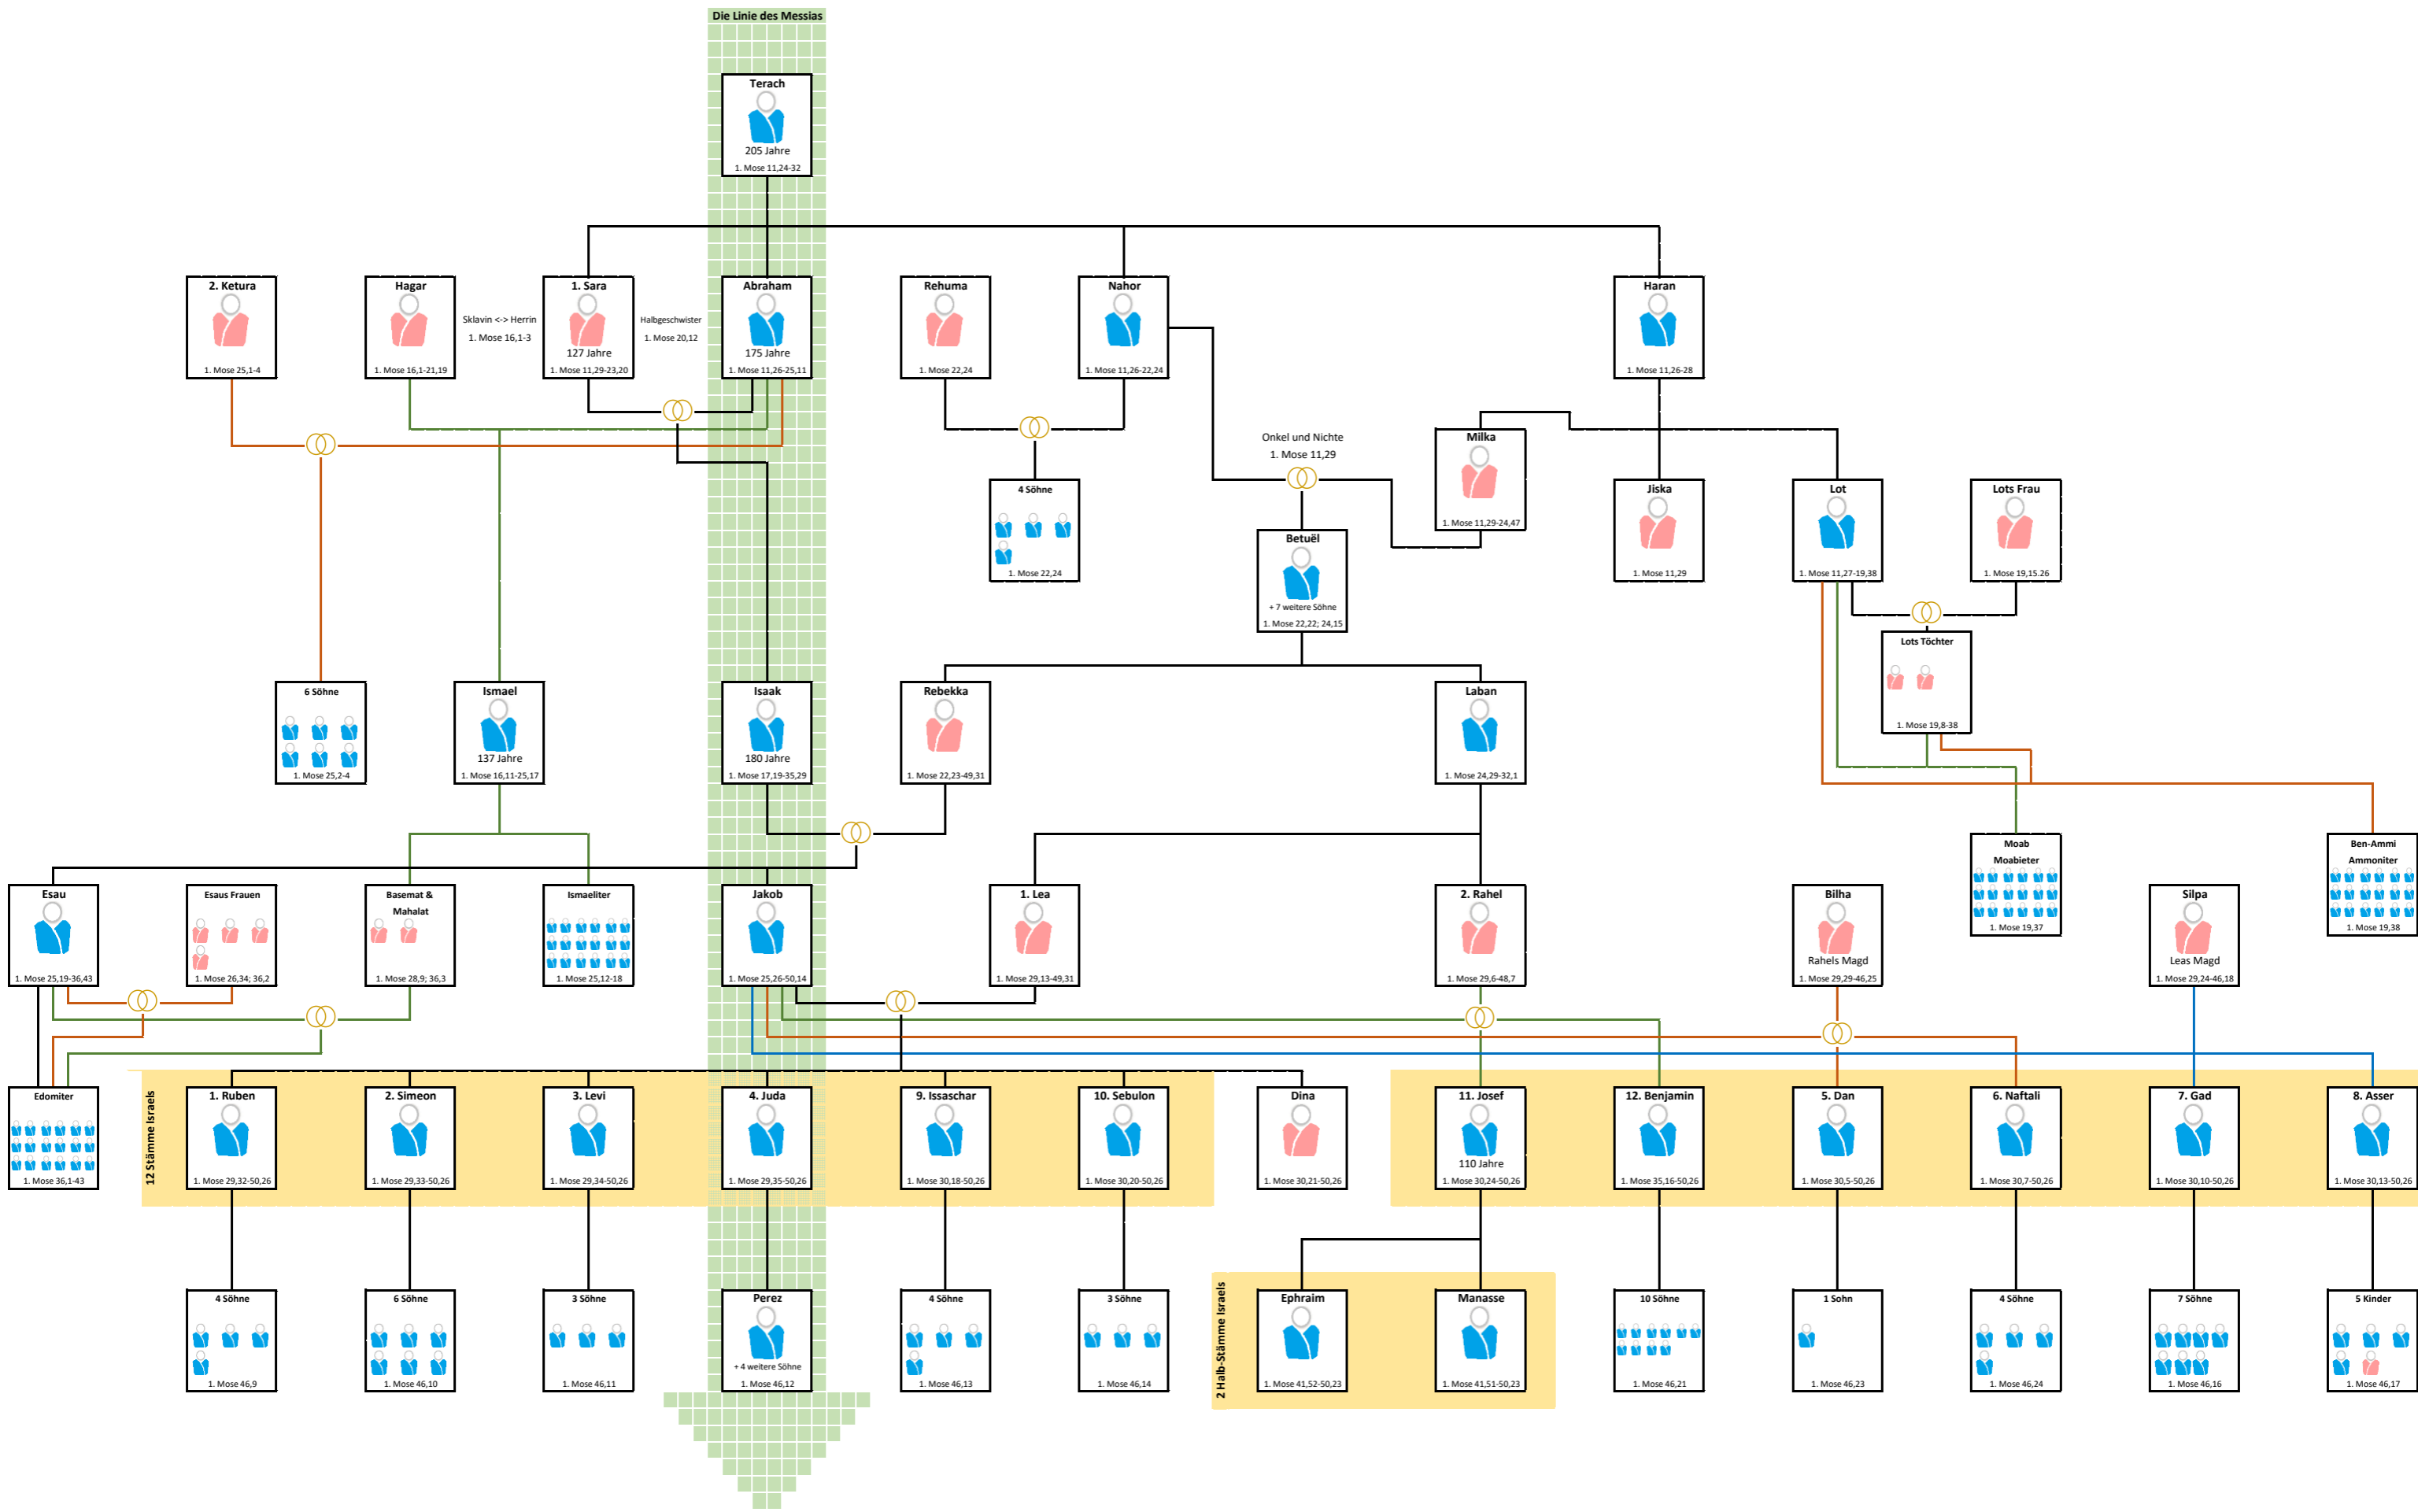 Die Linie des Messias
Terach
205 Jahre
1. Mose 11,24-32
2. Ketura
1. Mose 25,1-4
Hagar
1. Mose 16,1-21,19
Sklavin <-> Herrin
1. Mose 16,1-3
1. Sara
127 Jahre
1. Mose 11,29-23,20
Halbgeschwister
1. Mose 20,12
Abraham
175 Jahre
1. Mose 11,26-25,11
Rehuma
1. Mose 22,24
Nahor
1. Mose 11,26-22,24
Haran
1. Mose 11,26-28
Onkel und Nichte
1. Mose 11,29
Milka
1. Mose 11,29-24,47
4 Söhne
1. Mose 22,24
Betuël
+ 7 weitere Söhne
1. Mose 22,22; 24,15
Jiska
1. Mose 11,29
Lot
1. Mose 11,27-19,38
Lots Frau
1. Mose 19,15.26
Lots Töchter
1. Mose 19,8-38
6 Söhne
1. Mose 25,2-4
Ismael
137 Jahre
1. Mose 16,11-25,17
Isaak
180 Jahre
1. Mose 17,19-35,29
Rebekka
1. Mose 22,23-49,31
Laban
1. Mose 24,29-32,1
Moab
Moabieter
1. Mose 19,37
Ben-Ammi
Ammoniter
1. Mose 19,38
Esau
1. Mose 25,19-36,43
Esaus Frauen
1. Mose 26,34; 36,2
Basemat &
Mahalat
1. Mose 28,9; 36,3
Ismaeliter
1. Mose 25,12-18
Jakob
1. Mose 25,26-50,14
1. Lea
1. Mose 29,13-49,31
2. Rahel
1. Mose 29,6-48,7
Bilha
Rahels Magd
1. Mose 29,29-46,25
Silpa
Leas Magd
1. Mose 29,24-46,18
Edomiter
1. Mose 36,1-43
12 Stämme Israels
1. Ruben
1. Mose 29,32-50,26
2. Simeon
1. Mose 29,33-50,26
3. Levi
1. Mose 29,34-50,26
4. Juda
1. Mose 29,35-50,26
9. Issaschar
1. Mose 30,18-50,26
10. Sebulon
1. Mose 30,20-50,26
Dina
1. Mose 30,21-50,26
11. Josef
110 Jahre
1. Mose 30,24-50,26
12. Benjamin
1. Mose 35,16-50,26
5. Dan
1. Mose 30,5-50,26
6. Naftali
1. Mose 30,7-50,26
7. Gad
1. Mose 30,10-50,26
8. Asser
1. Mose 30,13-50,26
4 Söhne
1. Mose 46,9
6 Söhne
1. Mose 46,10
3 Söhne
1. Mose 46,11
Perez
+ 4 weitere Söhne
1. Mose 46,12
4 Söhne
1. Mose 46,13
3 Söhne
1. Mose 46,14
2 Halb-Stämme Israels
Ephraim
1. Mose 41,52-50,23
Manasse
1. Mose 41,51-50,23
10 Söhne
1. Mose 46,21
1 Sohn
1. Mose 46,23
4 Söhne
1. Mose 46,24
7 Söhne
1. Mose 46,16
5 Kinder
1. Mose 46,17